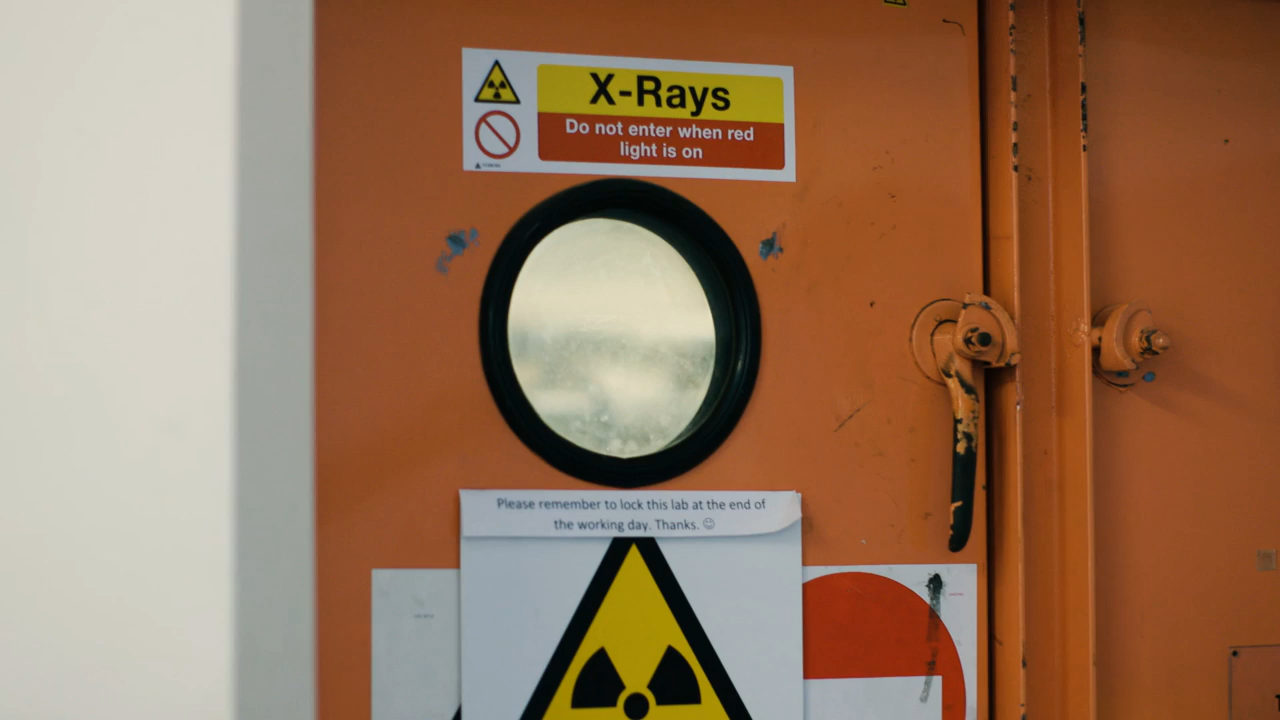 X-Rays
Do not enter when red
light is on
Please remember to lock this lab at the end of
the working day. Thanks. ☺